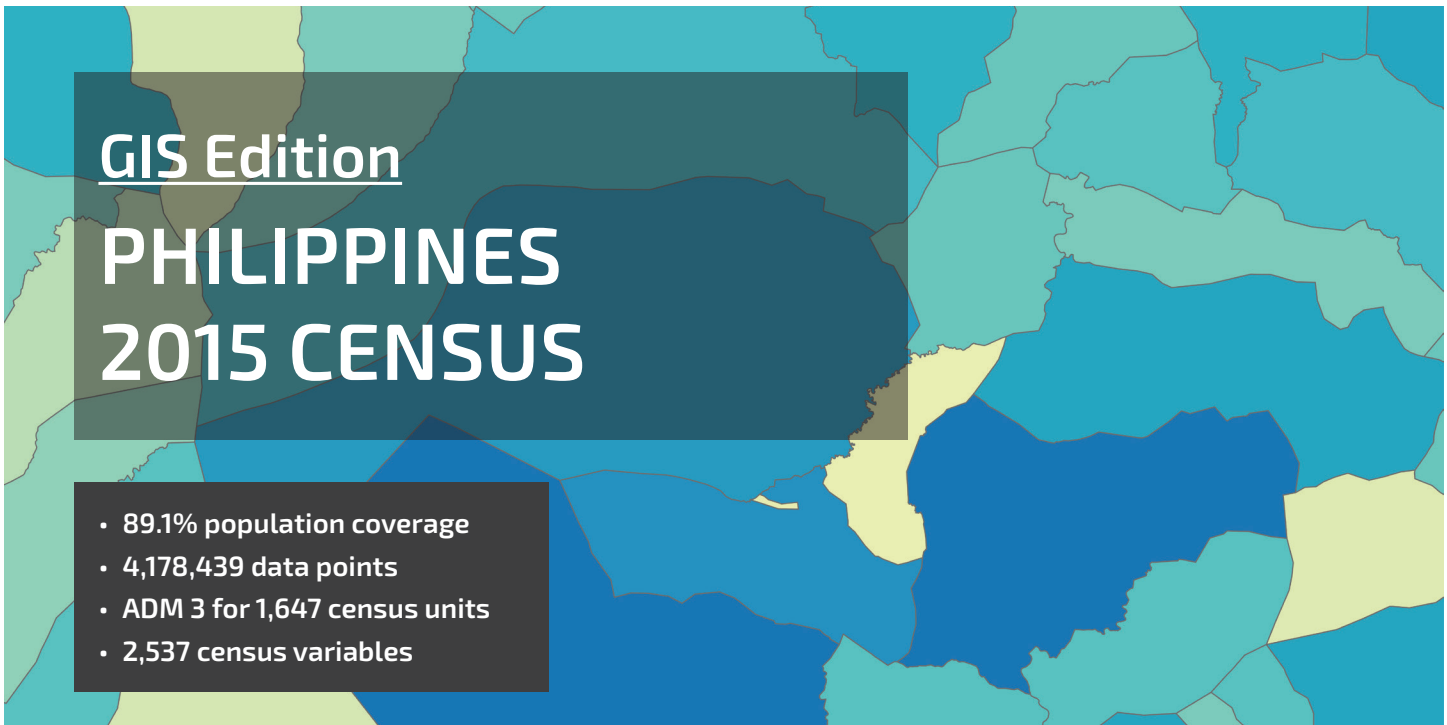 GIS Edition
PHILIPPINES
2015 CENSUS
• 89.1% population coverage
• 4,178,439 data points
• ADM 3 for 1,647 census units
• 2,537 census variables